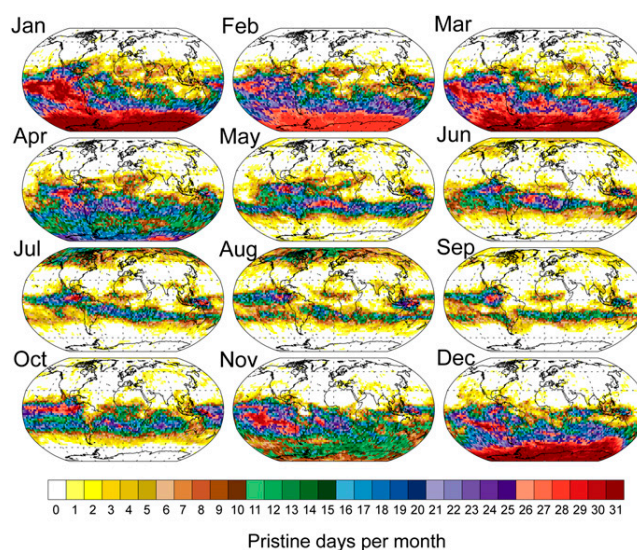 Jan Feb Mar
Apr May Jun
Jul Aug Sep
Oct Nov Dec
0 1 2 3 4 5 6 7 8 9 10 11 12 13 14 15 16 17 18 19 20 21 22 23 24 25 26 27 28 29 30 31
Pristine days per month